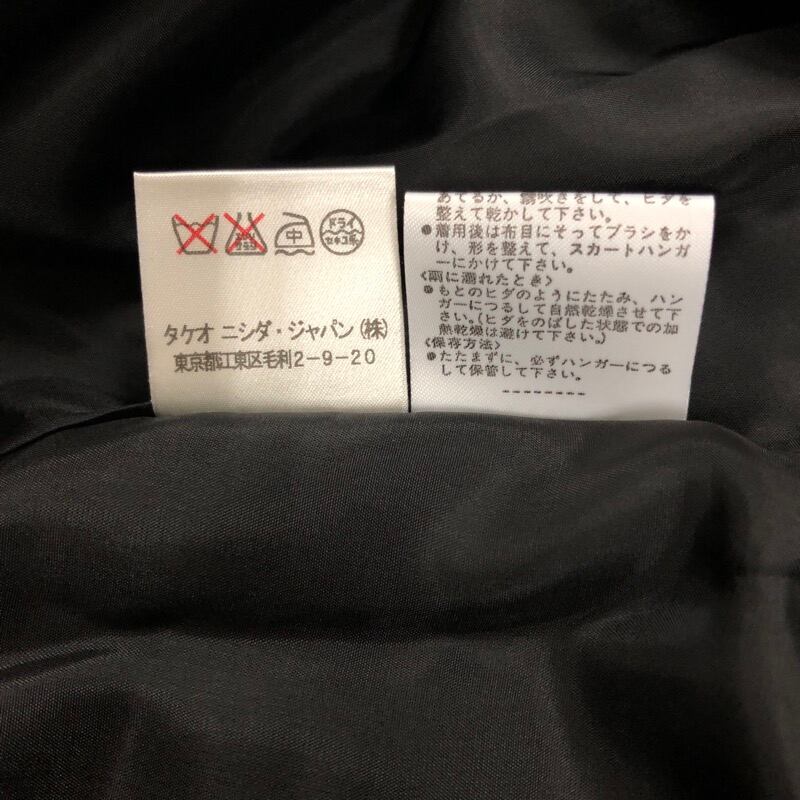 中
ドライ
セキユ系
タケオ ニシダ・ジャパン(株)
東京都江東区毛利2-9-20
あてるか、霧吹きをして、ヒダを
整えて乾かして下さい。
●着用後は布目にそってブラシをか
け、形を整えて、スカートハンガ
ーにかけて下さい。
〈雨に濡れたとき〉
●もとのヒダのようにたたみ、ハン
ガーにつるして自然乾燥させて下
さい。(ヒダをのばした状態での加
熱乾燥は避けて下さい。)
〈保存方法〉
●たたまずに、必ずハンガーにつる
して保管して下さい。